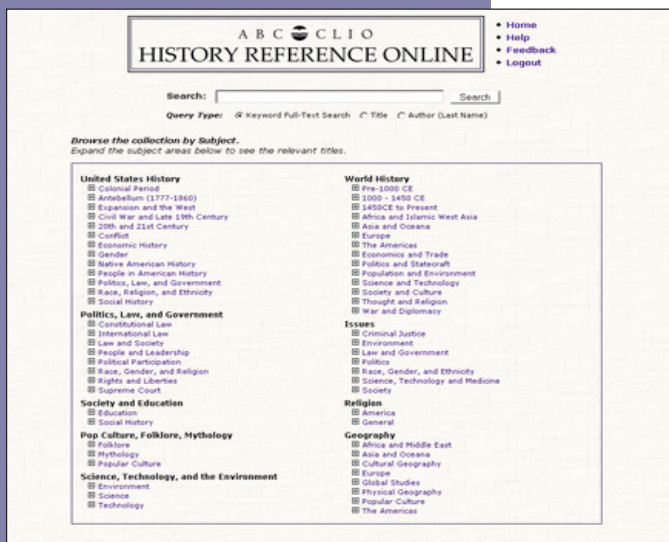 ABC CLIO
HISTORY REFERENCE ONLINE
Home
Help
Feedback
Logout
Search:
Search
Query Type: Keyword Full-Text Search Title Author (Last Name)
Browse the collection by Subject.
Expand the subject areas below to see the relevant titles.
United States History
Colonial Period
Antebellum (1777-1860)
Expansion and the West
Civil War and Late 19th Century
20th and 21st Century
Conflict
Economic History
Gender
Native American History
People in American History
Politics, Law, and Government
Race, Religion, and Ethnicity
Social History
Politics, Law, and Government
Constitutional Law
International Law
Law and Society
People and Leadership
Political Participation
Race, Gender, and Religion
Rights and Liberties
Supreme Court
Society and Education
Education
Social History
Pop Culture, Folklore, Mythology
Folklore
Mythology
Popular Culture
Science, Technology, and the Environment
Environment
Science
Technology
World History
Pre-1000 CE
1000 - 1450 CE
1450CE to Present
Africa and Islamic West Asia
Asia and Oceana
Europe
The Americas
Economics and Trade
Politics and Statecraft
Population and Environment
Science and Technology
Society and Culture
Thought and Religion
War and Diplomacy
Issues
Criminal Justice
Environment
Law and Government
Politics
Race, Gender, and Ethnicity
Science, Technology and Medicine
Society
Religion
America
General
Geography
Africa and Middle East
Asia and Oceana
Cultural Geography
Europe
Global Studies
Physical Geography
Popular Culture
The Americas